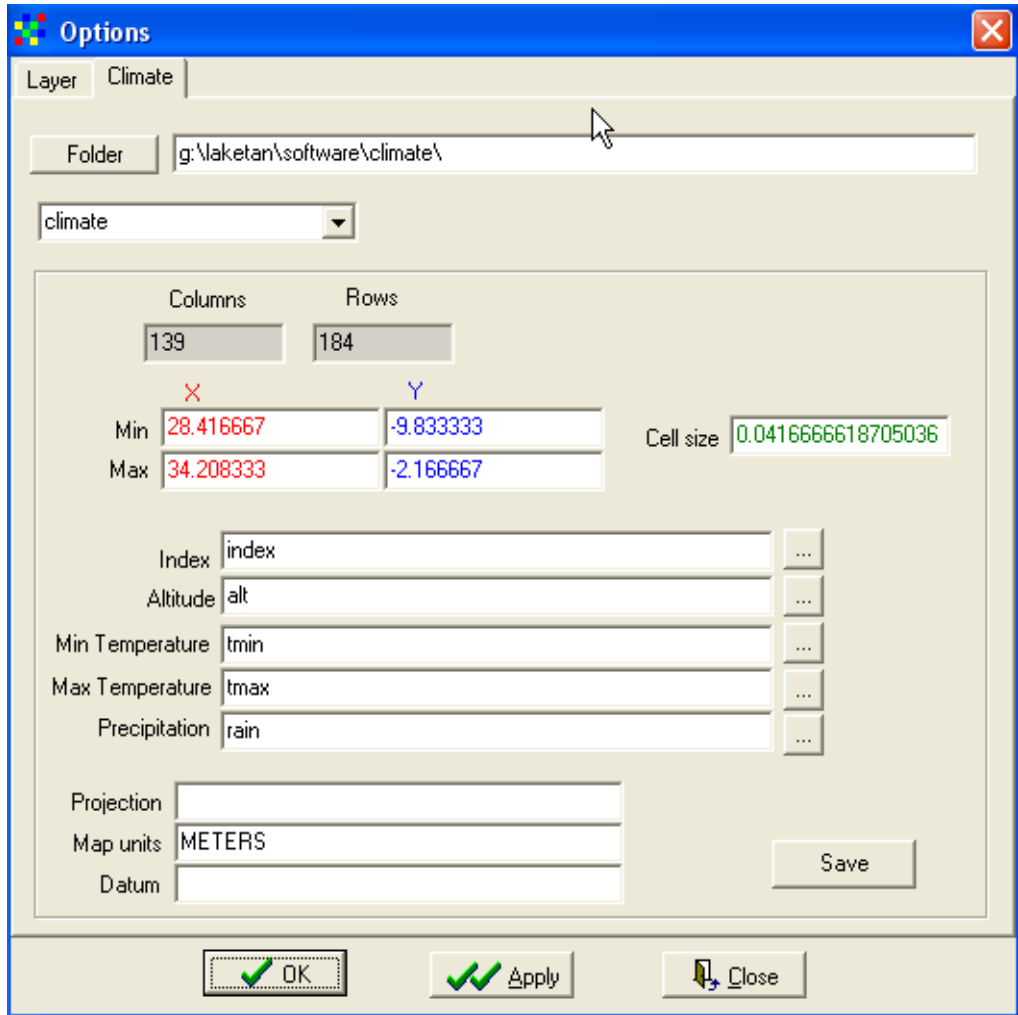 Options
Layer Climate
Folder g:\laketan\software\climate\
climate
Columns Rows
139 184
X Y
Min 28.416667 -9.833333 Cell size 0.0416666618705036
Max 34.208333 -2.166667
Index index ...
Altitude alt ...
Min Temperature tmin ...
Max Temperature tmax ...
Precipitation rain ...
Projection
Map units METERS
Datum
Save
OK Apply Close